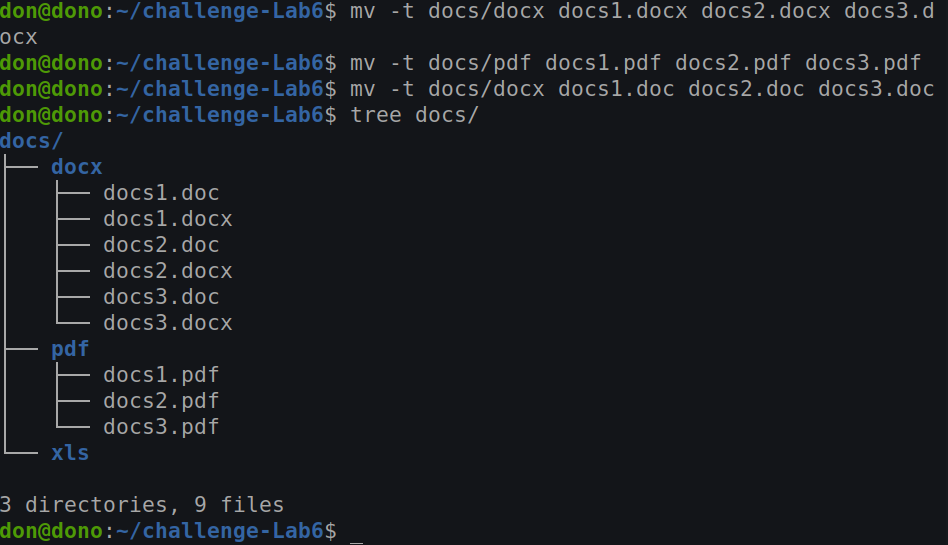 don@dono:~/challenge-Lab6$ mv -t docs/docx docs1.docx docs2.docx docs3.d
ocx
don@dono:~/challenge-Lab6$ mv -t docs/pdf docs1.pdf docs2.pdf docs3.pdf
don@dono:~/challenge-Lab6$ mv -t docs/docx docs1.doc docs2.doc docs3.doc
don@dono:~/challenge-Lab6$ tree docs/
docs/
├── docx
│   ├── docs1.doc
│   ├── docs1.docx
│   ├── docs2.doc
│   ├── docs2.docx
│   ├── docs3.doc
│   └── docs3.docx
├── pdf
│   ├── docs1.pdf
│   ├── docs2.pdf
│   └── docs3.pdf
└── xls
3 directories, 9 files
don@dono:~/challenge-Lab6$ _